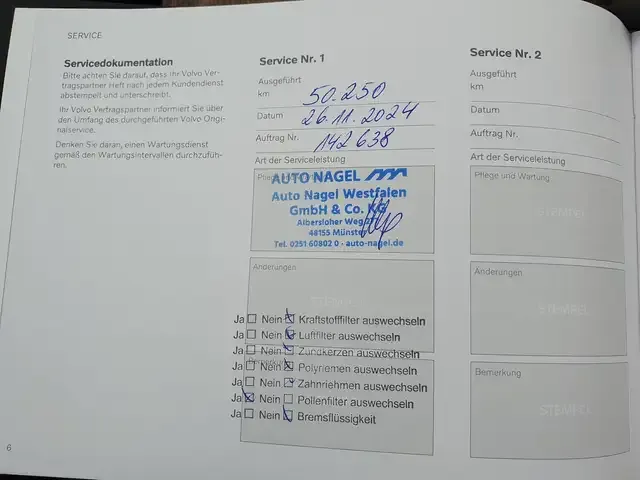 SERVICE
Servicedokumentation
Bitte achten Sie darauf, dass Ihr Volvo Ver-
tragspartner Heft nach jedem Kundendienst
abstempelt und unterschreibt.
Ihr Volvo Vertragspartner informiert Sie über
den Umfang des durchgeführten Volvo Origi-
nalservice.
Denken Sie daran, einen Wartungsdienst
gemäß den Wartungsintervallen durchzufüh-
ren.
6
Service Nr. 1
Ausgeführt
km 50.250
Datum 26.11.2024
Auftrag Nr. 142638
Art der Serviceleistung
AUTO NAGEL
Auto Nagel Westfalen
GmbH & Co. KG
Albersloher Weg
48155 Münster
Tel. 0251 60802 0 - auto-nagel.de
Änderungen
STEMPEL
Ja Nein Kraftstofffilter auswechseln
Ja Nein Luftfilter auswechseln
Ja Nein Zündkerzen auswechseln
Bemerkung
Ja Nein Polyriemen auswechseln
Ja Nein Zahnriehmen auswechseln
Ja Nein Pollenfilter auswechseln
Ja Nein Bremsflüssigkeit
Service Nr. 2
Ausgeführt
km
Datum
Auftrag Nr.
Art der Serviceleistung
Pflege und Wartung
STEMPEL
Änderungen
STEMPEL
Bemerkung
STEMPEL